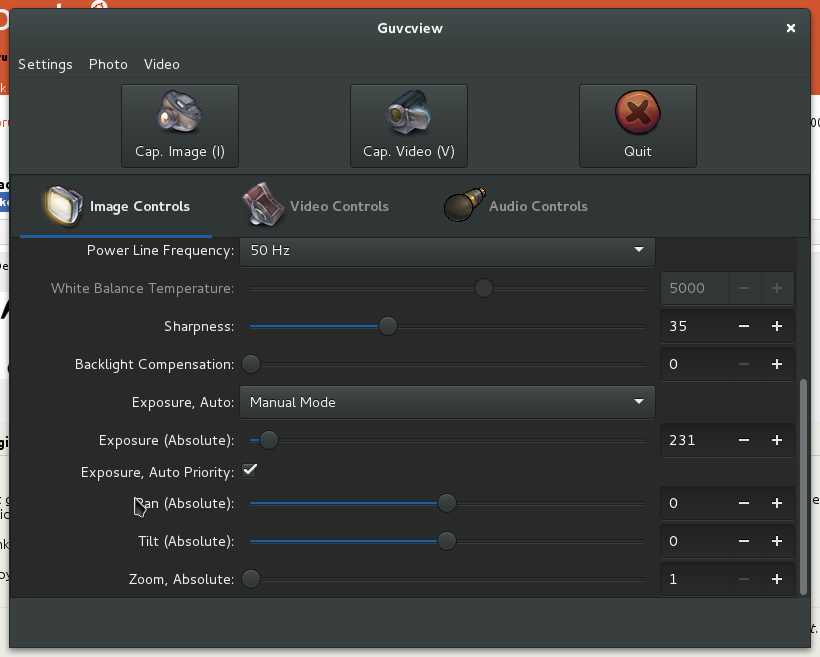 Guvcview
Settings Photo Video
Cap. Image (I) Cap. Video (V) Quit
Image Controls Video Controls Audio Controls
Power Line Frequency: 50 Hz
White Balance Temperature: 5000
Sharpness: 35
Backlight Compensation: 0
Exposure, Auto: Manual Mode
Exposure (Absolute): 231
Exposure, Auto Priority:
Pan (Absolute): 0
Tilt (Absolute): 0
Zoom, Absolute: 1